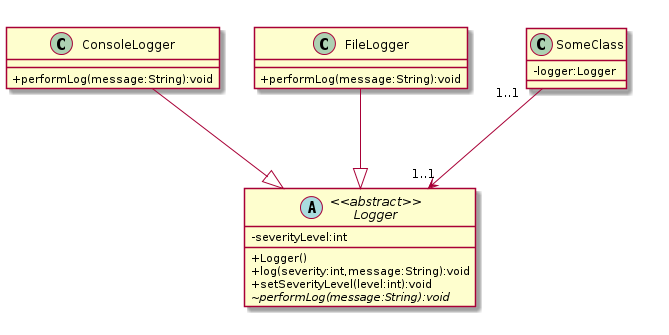 C ConsoleLogger
+performLog(message:String):void
C FileLogger
+performLog(message:String):void
C SomeClass
-logger:Logger
1..1
1..1
A <<abstract>>
Logger
-severityLevel:int
+Logger()
+log(severity:int,message:String):void
+setSeverityLevel(level:int):void
~performLog(message:String):void